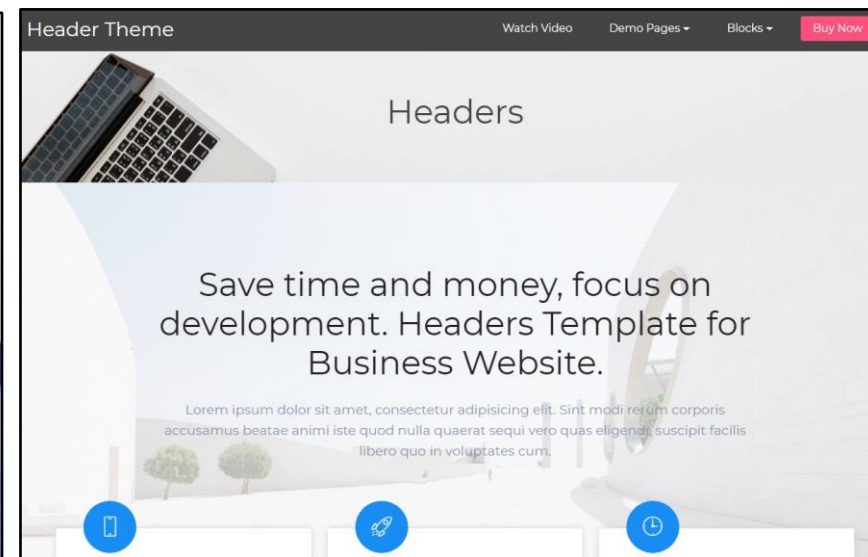 Header Theme
Watch Video Demo Pages Blocks Buy Now
Headers
Save time and money, focus on
development. Headers Template for
Business Website.
Lorem ipsum dolor sit amet, consectetur adipisicing elit. Sint modi rerum corporis
accusamus beatae animi iste quod nulla quaerat sequi vero quas eligendi, suscipit facilis
libero quo in voluptates cum.